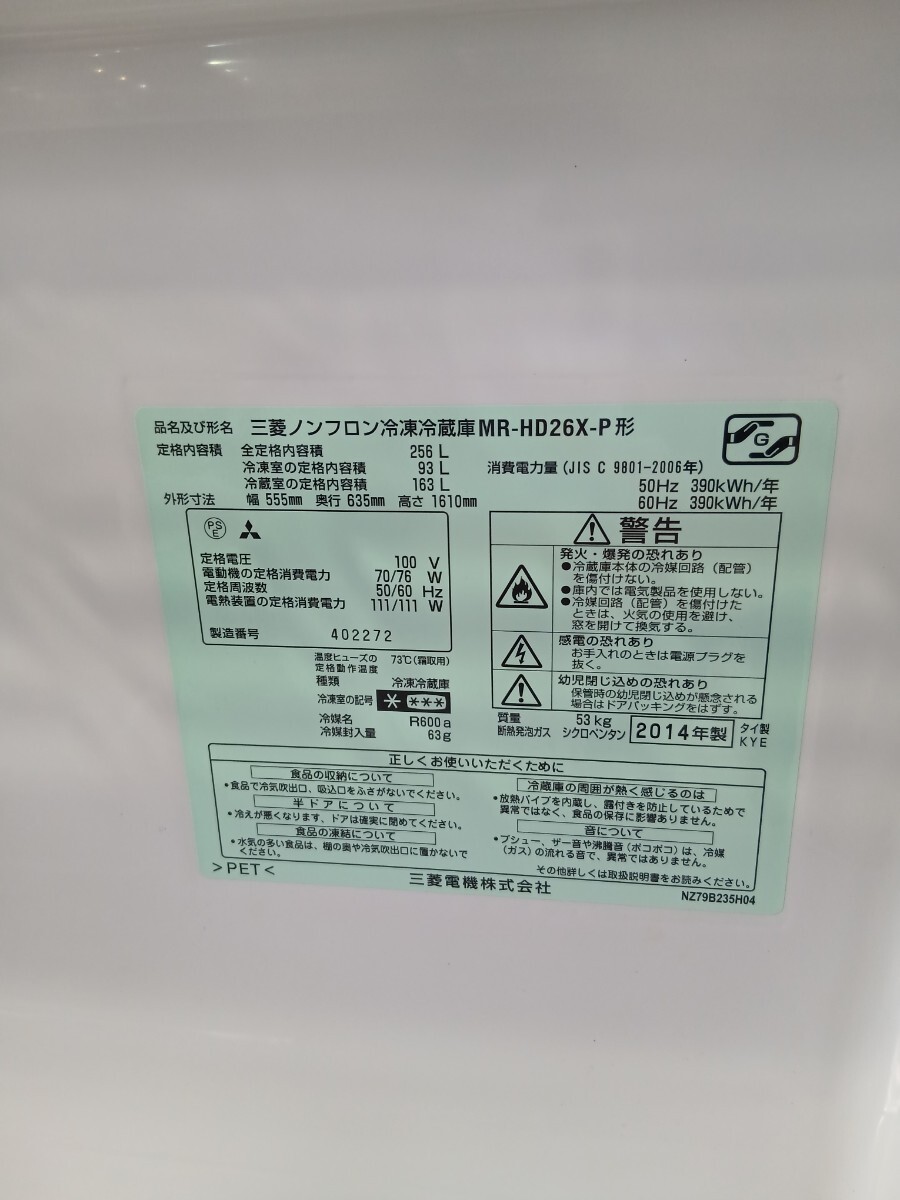 品名及び形名 三菱ノンフロン冷凍冷蔵庫MR-HD26X-P形
定格内容積 全定格内容積 256 L
冷凍室の定格内容積 93 L
冷蔵室の定格内容積 163 L
外形寸法 幅 555mm 奥行 635mm 高さ 1610mm
消費電力量 (JIS C 9801-2006年)
50Hz 390kWh/年
60Hz 390kWh/年
G
PS
E
定格電圧 100 V
電動機の定格消費電力 70/76 W
定格周波数 50/60 Hz
電熱装置の定格消費電力 111/111 W
製造番号 402272
温度ヒューズの
定格動作温度 73℃(霜取用)
種類 冷凍冷蔵庫
冷凍室の記号
冷媒名 R600a
冷媒封入量 63g
警告
発火・爆発の恐れあり
●冷蔵庫本体の冷媒回路(配管)
を傷付けない。
●庫内では電気製品を使用しない。
●冷媒回路(配管)を傷付けた
ときは、火気の使用を避け、
窓を開けて換気する。
感電の恐れあり
お手入れのときは電源プラグを
抜く。
幼児閉じ込めの恐れあり
保管時の幼児閉じ込めが懸念される
場合はドアパッキングをはずす。
質量 53kg
断熱発泡ガス シクロペンタン
2014年製
タイ製
KYE
正しくお使いいただくために
食品の収納について
•食品で冷気吹出口、吸込口をふさがないでください。
半ドアについて
•冷えが悪くなります、ドアは確実に閉めてください。
食品の凍結について
•水気の多い食品は、棚の奥や冷気吹出口に置かないで
ください。
冷蔵庫の周囲が熱く感じるのは
•放熱パイプを内蔵し、露付きを防止しているためで
異常ではなく、食品の保存に影響ありません。
音について
•プシュー、ザー音や沸騰音(ポコポコ)は、冷媒
(ガス)の流れる音で、異常ではありません。
その他詳しくは取扱説明書をお読みください。
>PET<
三菱電機株式会社
NZ79B235H04